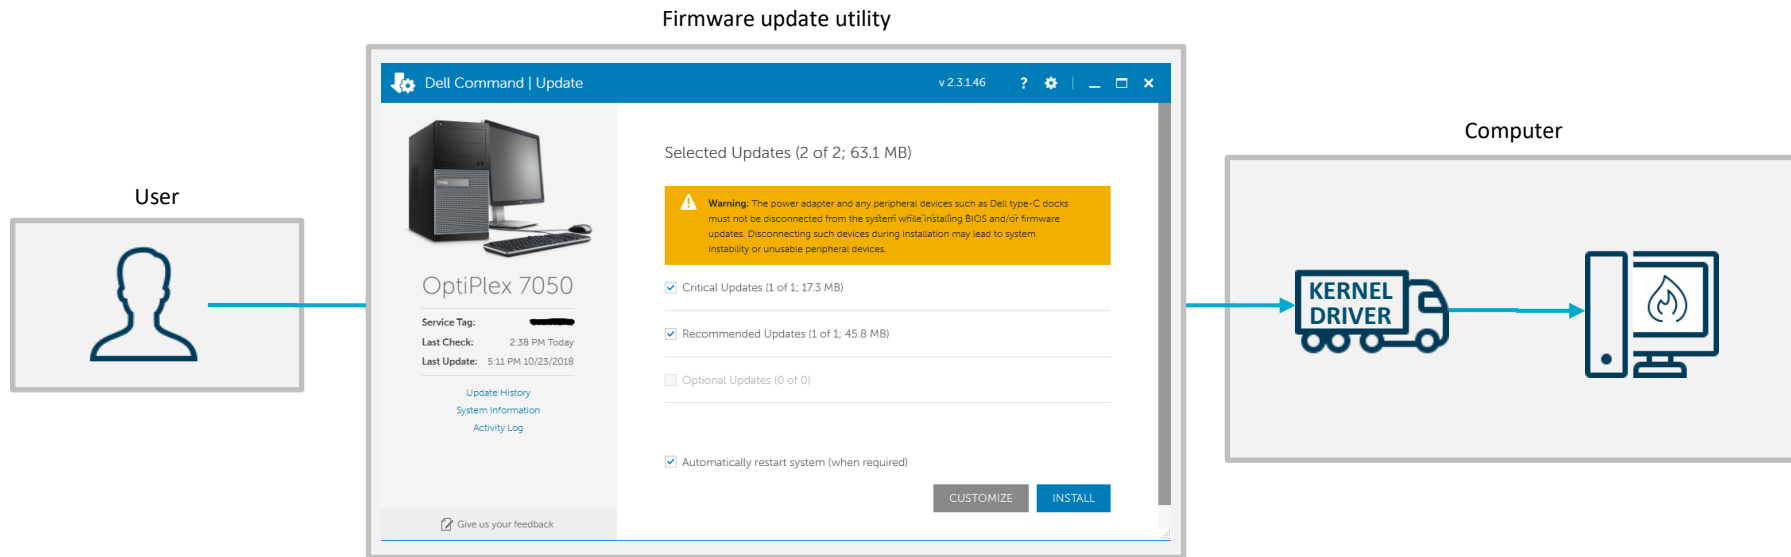 Firmware update utility
User
Dell Command | Update
v 2.3.1.46
?
OptiPlex 7050
Service Tag:
Last Check: 2:38 PM Today
Last Update: 5:11 PM 10/23/2018
Update History
System Information
Activity Log
Give us your feedback
Selected Updates (2 of 2; 63.1 MB)
Warning: The power adapter and any peripheral devices such as Dell type-C docks
must not be disconnected from the system while installing BIOS and/or firmware
updates. Disconnecting such devices during installation may lead to system
instability or unusable peripheral devices.
Critical Updates (1 of 1; 17.3 MB)
Recommended Updates (1 of 1; 45.8 MB)
Optional Updates (0 of 0)
Automatically restart system (when required)
CUSTOMIZE
INSTALL
Computer
KERNEL
DRIVER